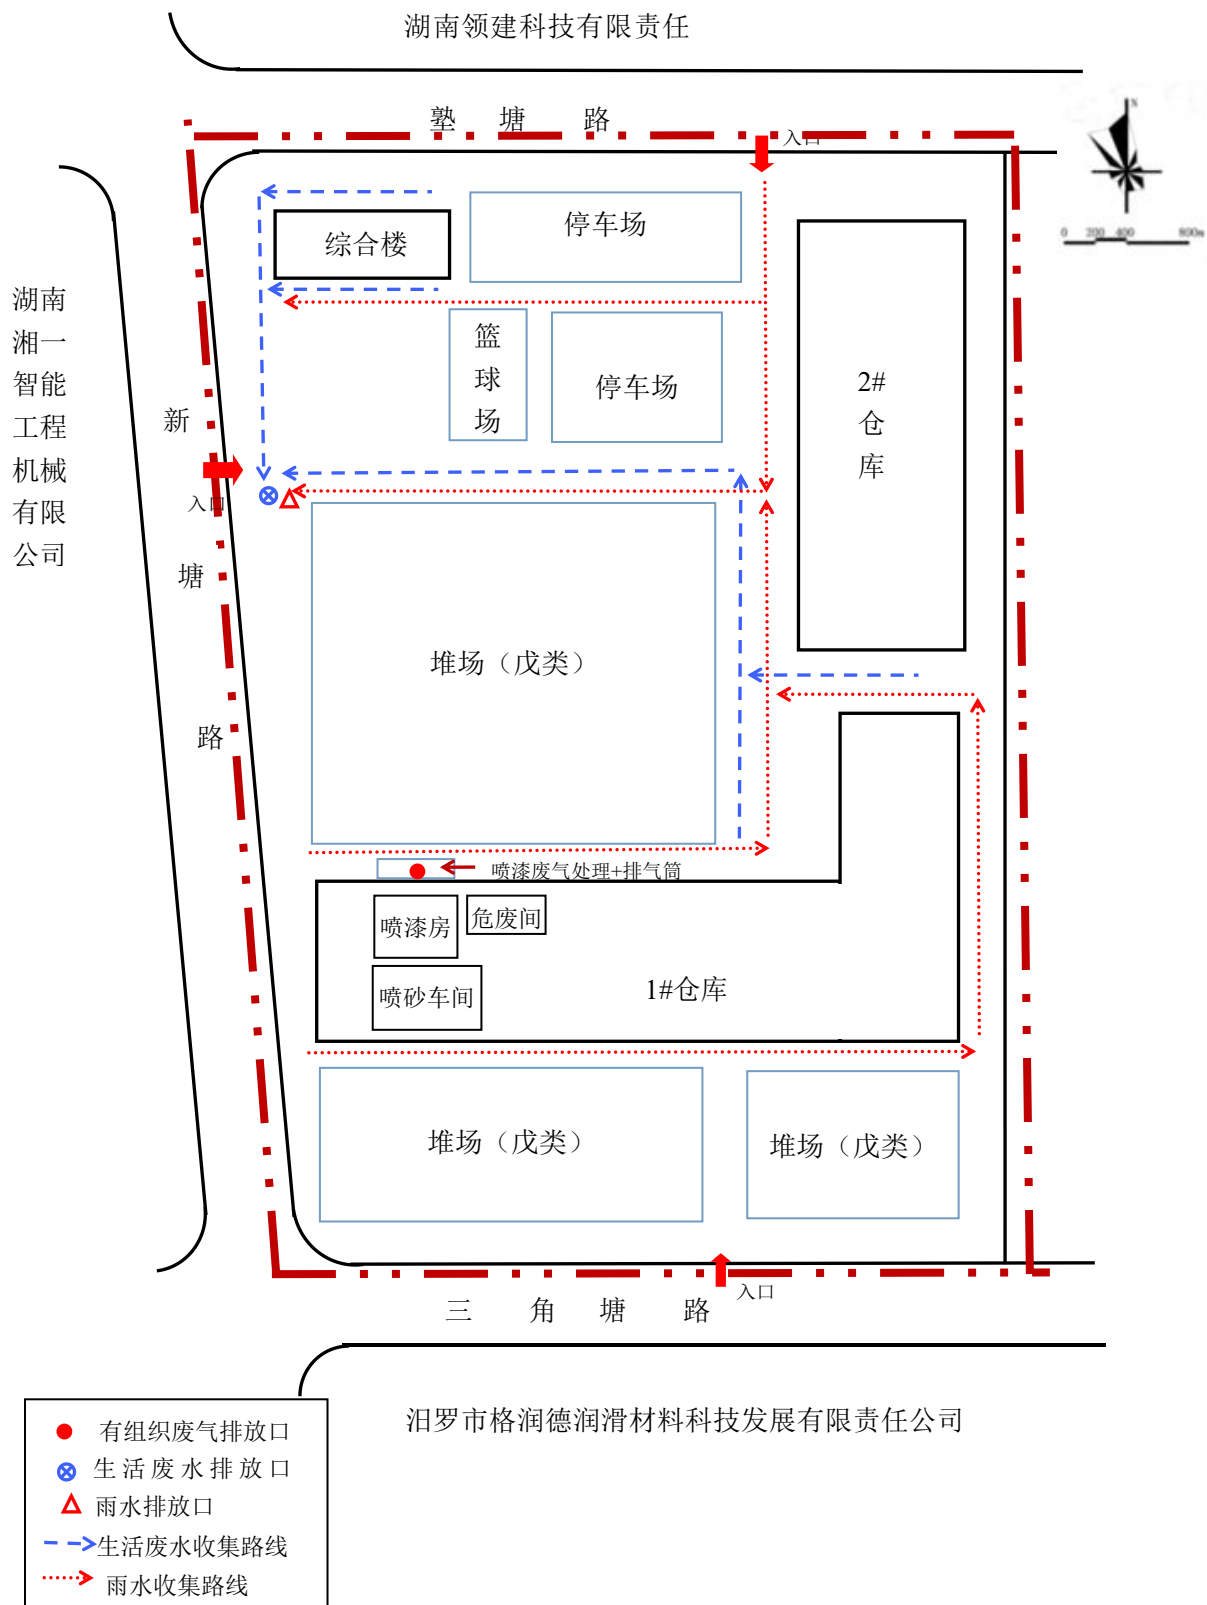 湖南领建科技有限责任
塾塘路
入口
N
0 200 400 800m
综合楼
停车场
湖南
湘一
智能
工程
机械
有限
公司
篮
球
场
停车场
2#
仓
库
新
塘
路
入口
堆场（戊类）
喷漆废气处理+排气筒
喷漆房
危废间
喷砂车间
1#仓库
堆场（戊类）
堆场（戊类）
入口
三角塘路
汨罗市格润德润滑材料科技发展有限责任公司
有组织废气排放口
生活废水排放口
雨水排放口
生活废水收集路线
雨水收集路线